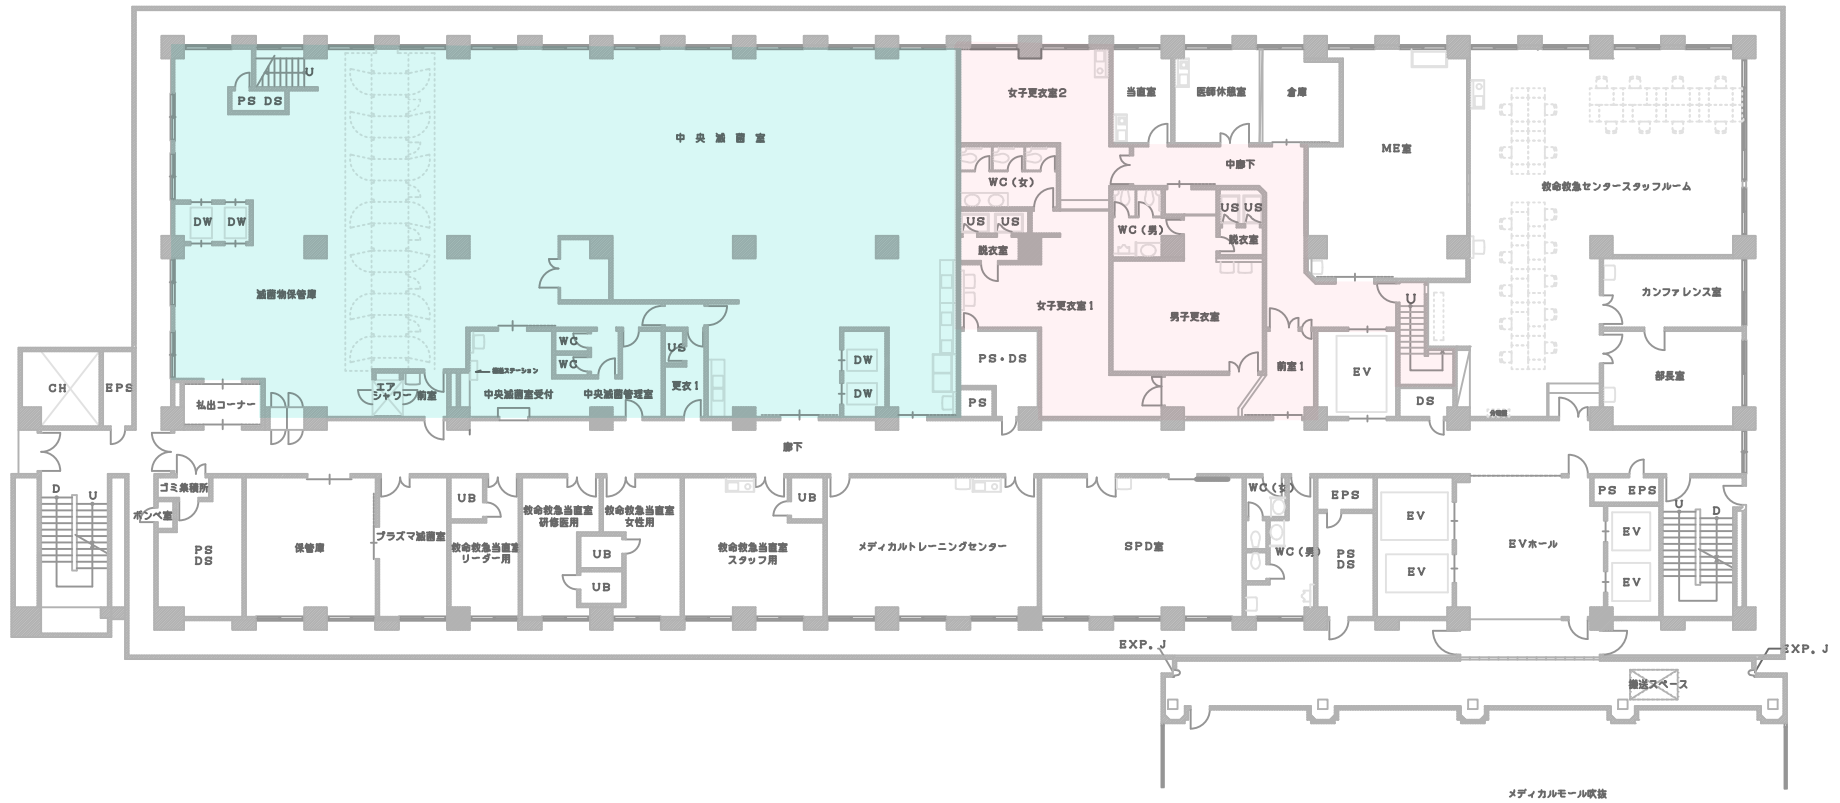 U
PS DS
中央滅菌室
女子更衣室2
当直室
医師休憩室
倉庫
ME室
中廊下
WC(女)
救命救急センタースタッフルーム
DW
DW
US
US
US
US
WC(男)
脱衣室
脱衣室
滅菌物保管庫
女子更衣室1
男子更衣室
カンファレンス室
U
WC
WC
US
DW
DW
PS・DS
前室1
EV
部長室
CH
EPS
エア
シャワー
前室
中央滅菌室受付
中央滅菌室管理室
更衣1
払出コーナー
PS
DS
廊下
D
U
ゴミ集積所
ボンベ室
PS
DS
保管庫
プラズマ滅菌室
UB
救命救急当直室
リーダー用
救命救急当直室
研修医用
救命救急当直室
女性用
UB
UB
救命救急当直室
スタッフ用
UB
メディカルトレーニングセンター
SPD室
WC(女)
WC(男)
EPS
PS
DS
EV
EV
EVホール
PS
EPS
EV
EV
U
D
EXP.J
EXP.J
搬送スペース
メディカルモール吹抜